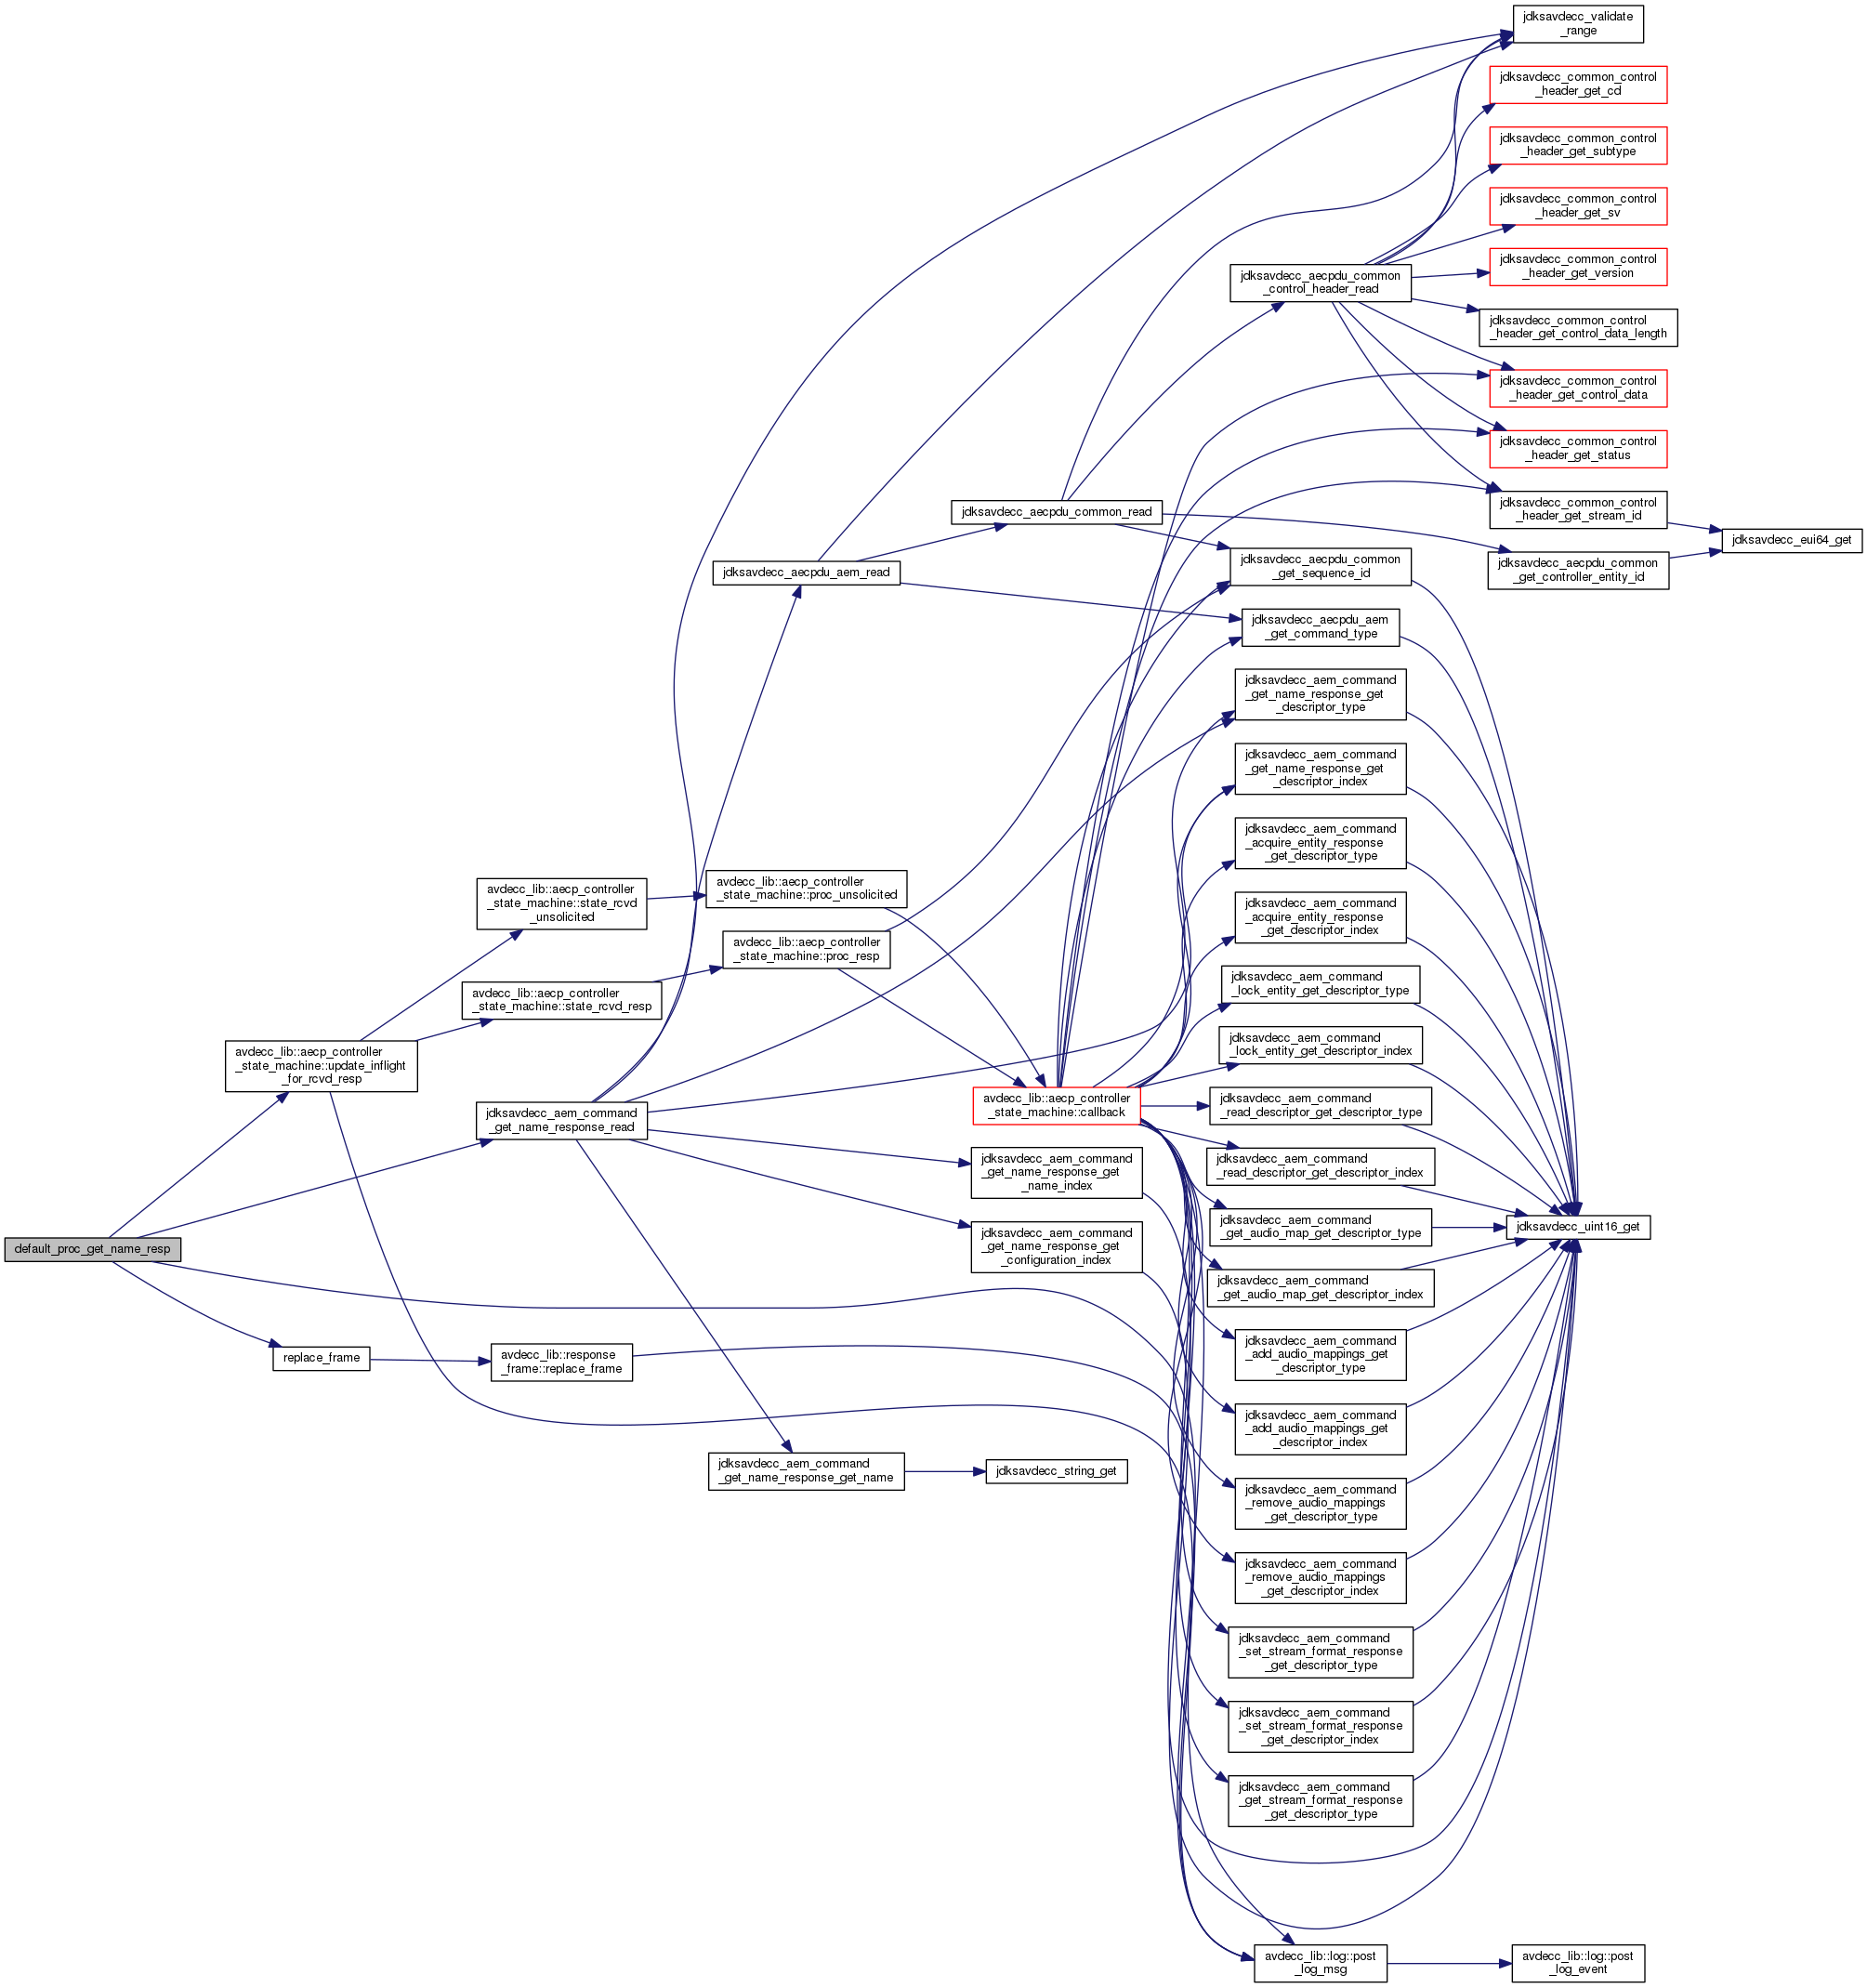 default_proc_get_name_resp
avdecc_lib::aecp_controller
_state_machine::update_inflight
_for_rcvd_resp
replace_frame
avdecc_lib::aecp_controller
_state_machine::state_rcvd
_unsolicited
avdecc_lib::aecp_controller
_state_machine::state_rcvd_resp
jdksavdecc_aem_command
_get_name_response_read
avdecc_lib::response
_frame::replace_frame
jdksavdecc_aecpdu_aem_read
avdecc_lib::aecp_controller
_state_machine::proc_unsolicited
avdecc_lib::aecp_controller
_state_machine::proc_resp
jdksavdecc_aem_command
_get_name_response_get_name
jdksavdecc_aecpdu_common_read
avdecc_lib::aecp_controller
_state_machine::callback
jdksavdecc_aem_command
_get_name_response_get
_name_index
jdksavdecc_aem_command
_get_name_response_get
_configuration_index
jdksavdecc_string_get
jdksavdecc_aecpdu_common
_control_header_read
jdksavdecc_aecpdu_common
_get_sequence_id
jdksavdecc_aecpdu_aem
_get_command_type
jdksavdecc_aem_command
_get_name_response_get
_descriptor_type
jdksavdecc_aem_command
_get_name_response_get
_descriptor_index
jdksavdecc_aem_command
_acquire_entity_response
_get_descriptor_type
jdksavdecc_aem_command
_acquire_entity_response
_get_descriptor_index
jdksavdecc_aem_command
_lock_entity_get_descriptor_type
jdksavdecc_aem_command
_lock_entity_get_descriptor_index
jdksavdecc_aem_command
_read_descriptor_get_descriptor_type
jdksavdecc_aem_command
_read_descriptor_get_descriptor_index
jdksavdecc_aem_command
_get_audio_map_get_descriptor_type
jdksavdecc_aem_command
_get_audio_map_get_descriptor_index
jdksavdecc_aem_command
_add_audio_mappings_get
_descriptor_type
jdksavdecc_aem_command
_add_audio_mappings_get
_descriptor_index
jdksavdecc_aem_command
_remove_audio_mappings
_get_descriptor_type
jdksavdecc_aem_command
_remove_audio_mappings
_get_descriptor_index
jdksavdecc_aem_command
_set_stream_format_response
_get_descriptor_type
jdksavdecc_aem_command
_set_stream_format_response
_get_descriptor_index
jdksavdecc_aem_command
_get_stream_format_response
_get_descriptor_type
avdecc_lib::log::post
_log_msg
jdksavdecc_validate
_range
jdksavdecc_common_control
_header_get_cd
jdksavdecc_common_control
_header_get_subtype
jdksavdecc_common_control
_header_get_sv
jdksavdecc_common_control
_header_get_version
jdksavdecc_common_control
_header_get_control_data_length
jdksavdecc_common_control
_header_get_control_data
jdksavdecc_common_control
_header_get_status
jdksavdecc_common_control
_header_get_stream_id
jdksavdecc_aecpdu_common
_get_controller_entity_id
jdksavdecc_uint16_get
avdecc_lib::log::post
_log_event
jdksavdecc_eui64_get